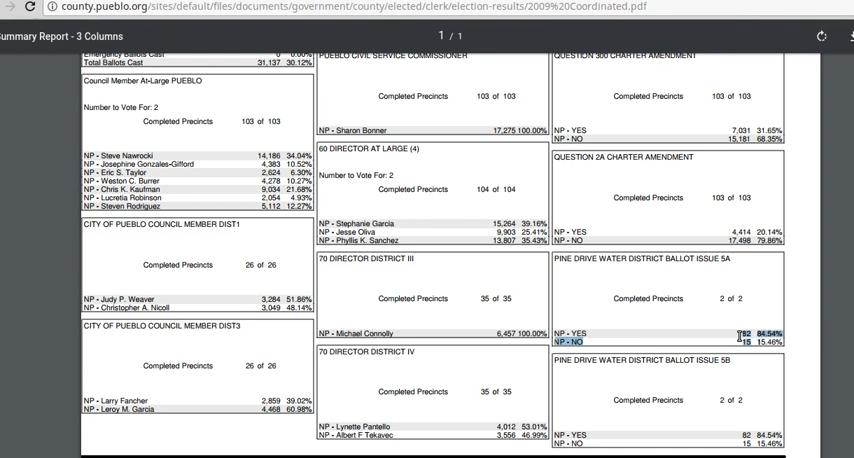 county.pueblo.org/sites/default/files/documents/government/county/elected/clerk/election-results/2009%20Coordinated.pdf
ummary Report - 3 Columns
1 / 1
Emergency Ballots Cast 0 0.00%
Total Ballots Cast 31,137 30.12%
Council Member At-Large PUEBLO
Number to Vote For: 2
Completed Precincts 103 of 103
NP - Steve Nawrocki 14,186 34.04%
NP - Josephine Gonzales-Gifford 4,383 10.52%
NP - Eric S. Taylor 2,624 6.30%
NP - Weston C. Burrer 4,278 10.27%
NP - Chris K. Kaufman 9,034 21.68%
NP - Lucretia Robinson 2,054 4.93%
NP - Steven Rodriguez 5,112 12.27%
CITY OF PUEBLO COUNCIL MEMBER DIST1
Completed Precincts 26 of 26
NP - Judy P. Weaver 3,284 51.86%
NP - Christopher A. Nicoll 3,049 48.14%
CITY OF PUEBLO COUNCIL MEMBER DIST3
Completed Precincts 26 of 26
NP - Larry Fancher 2,859 39.02%
NP - Leroy M. Garcia 4,468 60.98%
PUEBLO CIVIL SERVICE COMMISSIONER
Completed Precincts 103 of 103
NP - Sharon Bonner 17,275 100.00%
60 DIRECTOR AT LARGE (4)
Number to Vote For: 2
Completed Precincts 104 of 104
NP - Stephanie Garcia 15,264 39.16%
NP - Jesse Oliva 9,903 25.41%
NP - Phyllis K. Sanchez 13,807 35.43%
70 DIRECTOR DISTRICT III
Completed Precincts 35 of 35
NP - Michael Connolly 6,457 100.00%
70 DIRECTOR DISTRICT IV
Completed Precincts 35 of 35
NP - Lynette Pantello 4,012 53.01%
NP - Albert F Tekavec 3,556 46.99%
QUESTION 300 CHARTER AMENDMENT
Completed Precincts 103 of 103
NP - YES 7,031 31.65%
NP - NO 15,181 68.35%
QUESTION 2A CHARTER AMENDMENT
Completed Precincts 103 of 103
NP - YES 4,414 20.14%
NP - NO 17,498 79.86%
PINE DRIVE WATER DISTRICT BALLOT ISSUE 5A
Completed Precincts 2 of 2
NP - YES 82 84.54%
NP - NO 15 15.46%
PINE DRIVE WATER DISTRICT BALLOT ISSUE 5B
Completed Precincts 2 of 2
NP - YES 82 84.54%
NP - NO 15 15.46%